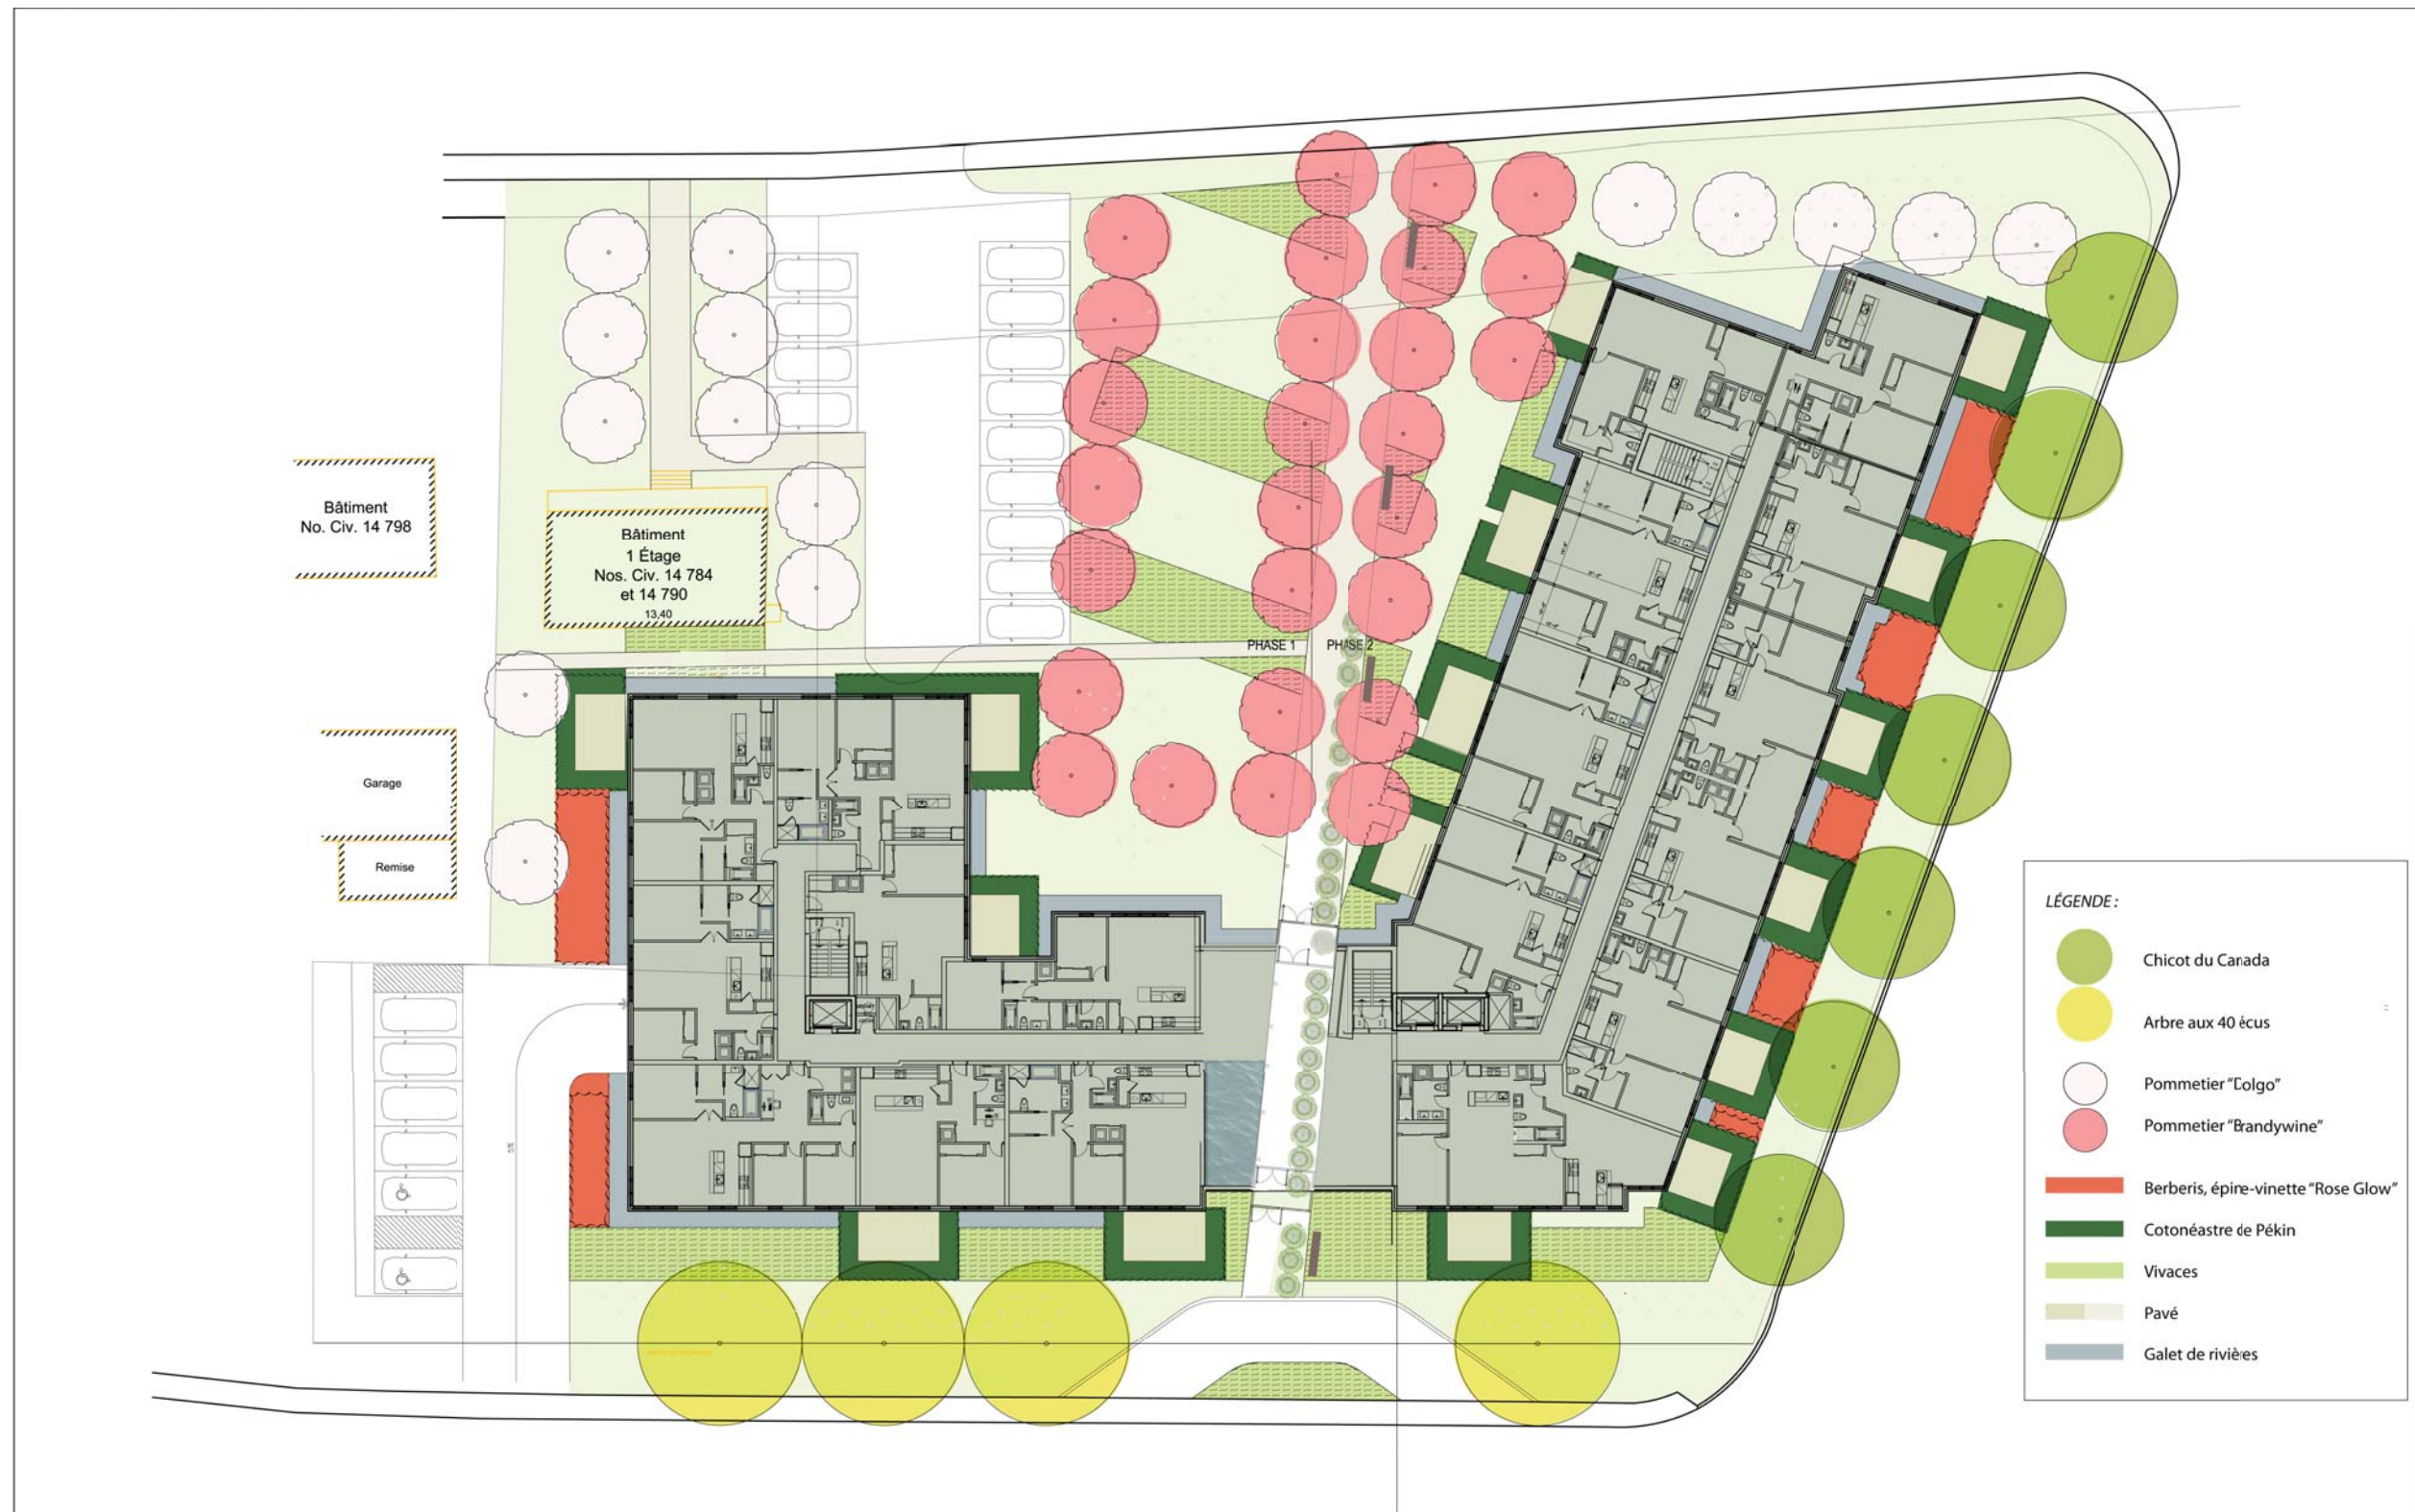 Bâtiment
No. Civ. 14 798
Bâtiment
1 Étage
Nos. Civ. 14 784
et 14 790
13,40
PHASE 1
PHASE 2
Garage
Remise
LÉGENDE :
Chicot du Canada
Arbre aux 40 écus
Pommetier “Dolgo”
Pommetier “Brandywine”
Berberis, épine-vinette “Rose Glow”
Cotonéastre de Pékin
Vivaces
Pavé
Galet de rivières